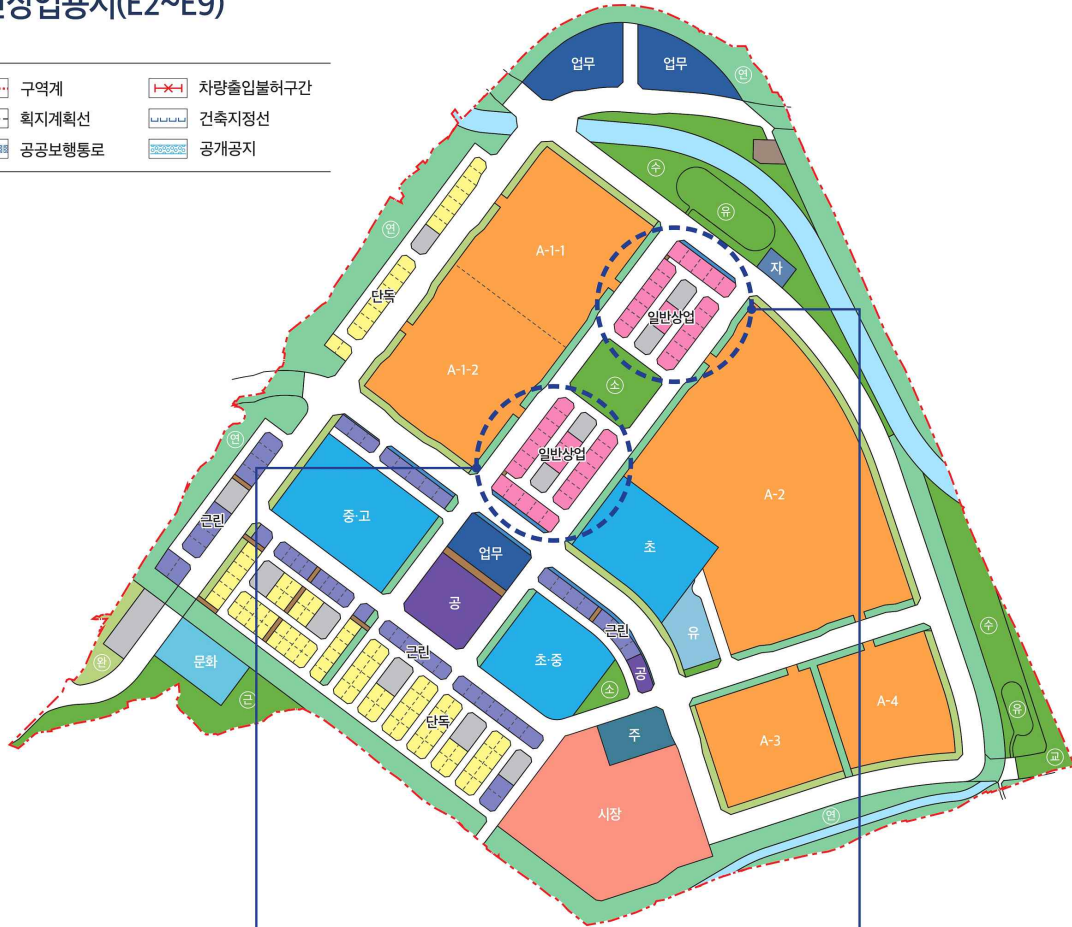 상업용지(E2~E9)
구역계
차량출입불허구간
획지계획선
건축지정선
공공보행통로
공개공지
업무
업무
연
수
유
연
A-1-1
자
단독
일반상업
A-1-2
소
연
일반상업
A-2
중·고
근린
업무
초
공
근린
유
수
완
문화
근린
초·중
공
근
소
A-4
단독
주
A-3
유
교
시장
연